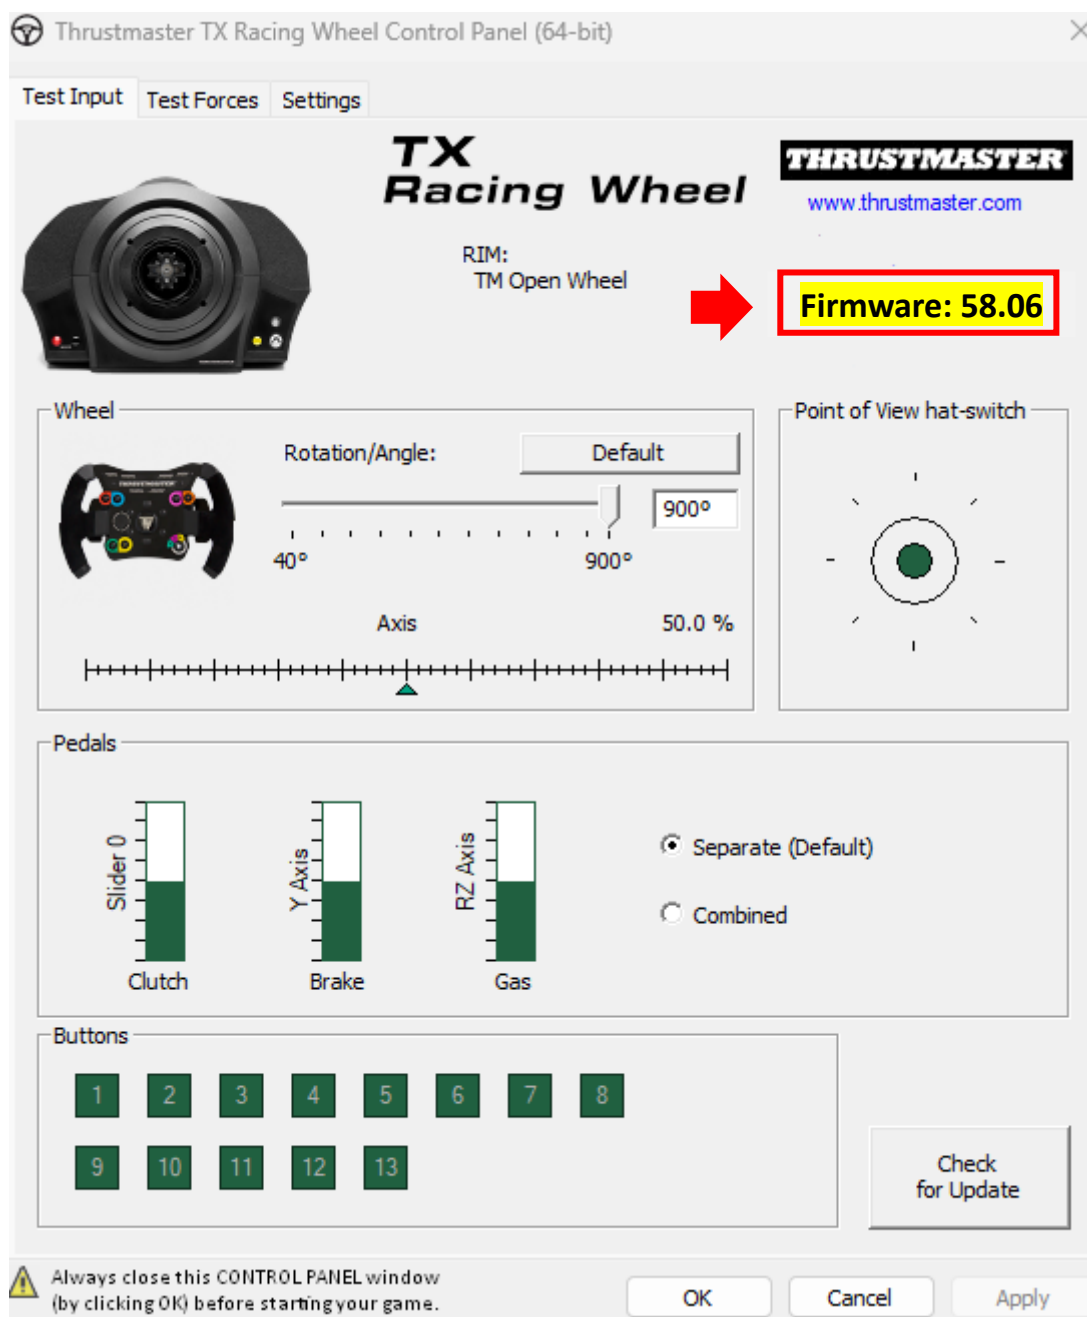 Thrustmaster TX Racing Wheel Control Panel (64-bit)
Test Input Test Forces Settings
TX
Racing Wheel
THRUSTMASTER
www.thrustmaster.com
RIM:
TM Open Wheel
Firmware: 58.06
Wheel
Rotation/Angle:
Default
900°
40°
900°
Axis
50.0 %
Point of View hat-switch
Pedals
Slider 0
Clutch
Y Axis
Brake
RZ Axis
Gas
Separate (Default)
Combined
Buttons
1 2 3 4 5 6 7 8
9 10 11 12 13
Check
for Update
Always close this CONTROL PANEL window
(by clicking OK) before starting your game.
OK
Cancel
Apply